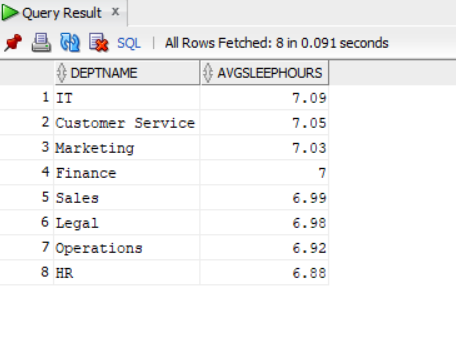 Query Result x
SQL | All Rows Fetched: 8 in 0.091 seconds
DEPTNAME AVGSLEEPHOURS
1 IT 7.09
2 Customer Service 7.05
3 Marketing 7.03
4 Finance 7
5 Sales 6.99
6 Legal 6.98
7 Operations 6.92
8 HR 6.88